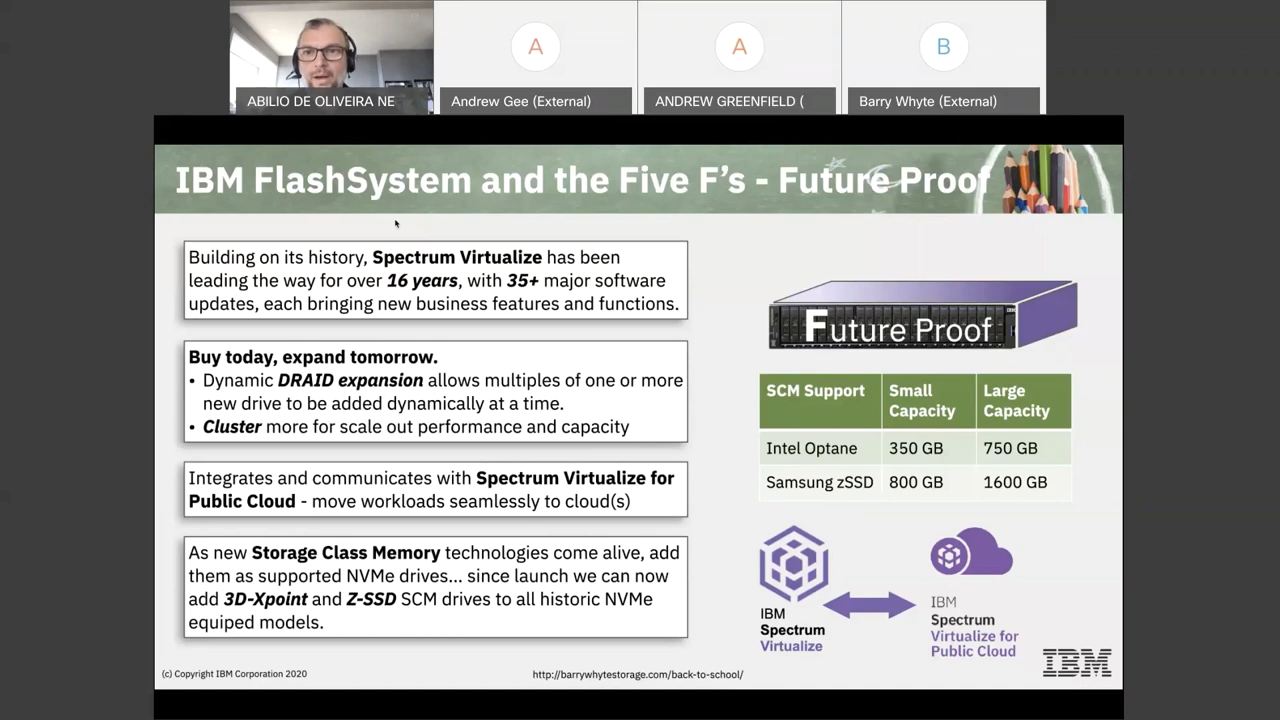 ABILIO DE OLIVEIRA NE
A
Andrew Gee (External)
A
ANDREW GREENFIELD (
B
Barry Whyte (External)
IBM FlashSystem and the Five F’s - Future Proof
Building on its history, Spectrum Virtualize has been
leading the way for over 16 years, with 35+ major software
updates, each bringing new business features and functions.
Buy today, expand tomorrow.
• Dynamic DRAID expansion allows multiples of one or more
new drive to be added dynamically at a time.
• Cluster more for scale out performance and capacity
Integrates and communicates with Spectrum Virtualize for
Public Cloud - move workloads seamlessly to cloud(s)
As new Storage Class Memory technologies come alive, add
them as supported NVMe drives... since launch we can now
add 3D-Xpoint and Z-SSD SCM drives to all historic NVMe
equiped models.
IBM
Future Proof
SCM Support Small Capacity Large Capacity
Intel Optane 350 GB 750 GB
Samsung zSSD 800 GB 1600 GB
IBM
Spectrum
Virtualize
IBM
Spectrum
Virtualize for
Public Cloud
(c) Copyright IBM Corporation 2020
http://barrywhytestorage.com/back-to-school/
IBM